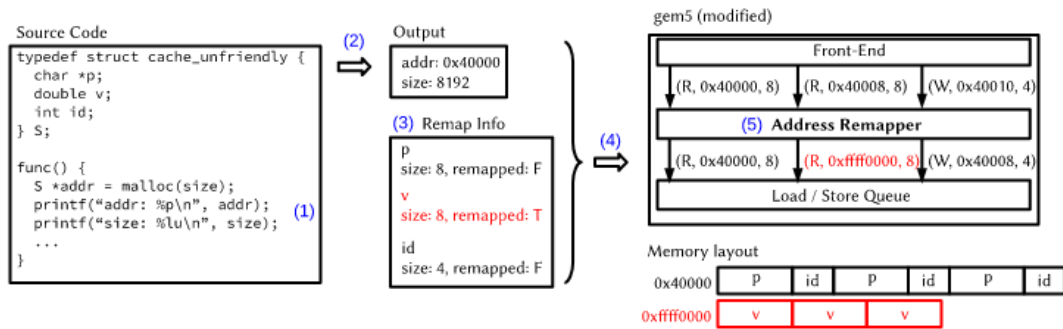 Source Code
typedef struct cache_unfriendly {
char *p;
double v;
int id;
} S;
func() {
S *addr = malloc(size);
printf(“addr: %p\n”, addr);
printf(“size: %lu\n”, size);
...
}
(1)
(2)
Output
addr: 0x40000
size: 8192
(3) Remap Info
p
size: 8, remapped: F
v
size: 8, remapped: T
id
size: 4, remapped: F
(4)
gem5 (modified)
Front-End
(R, 0x40000, 8) (R, 0x40008, 8) (W, 0x40010, 4)
(5) Address Remapper
(R, 0x40000, 8) (R, 0xffff0000, 8) (W, 0x40008, 4)
Load / Store Queue
Memory layout
0x40000 p id p id p id
0xffff0000 v v v